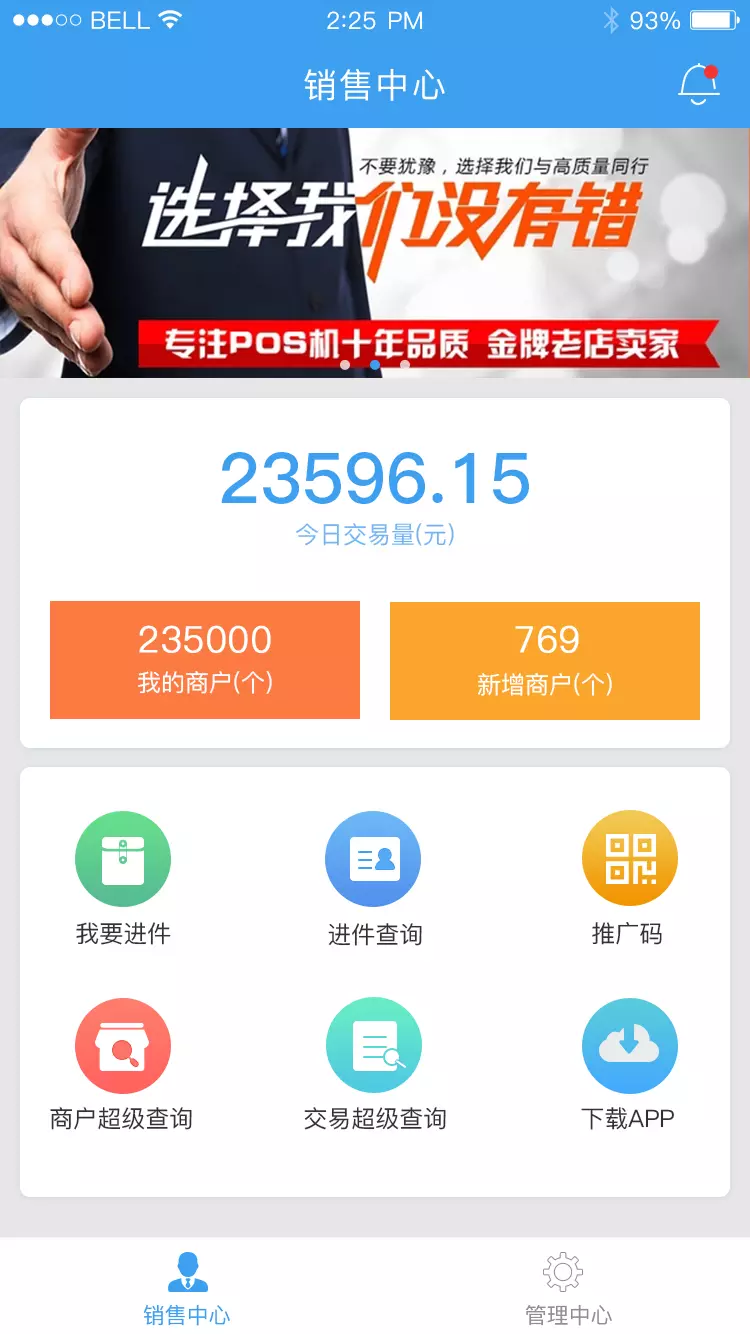 BELL 2:25 PM 93%
销售中心
不要犹豫，选择我们与高质量同行
选择我们没有错
专注POS机十年品质 金牌老店卖家
23596.15
今日交易量(元)
235000 769
我的商户(个) 新增商户(个)
我要进件 进件查询 推广码
商户超级查询 交易超级查询 下载APP
销售中心 管理中心